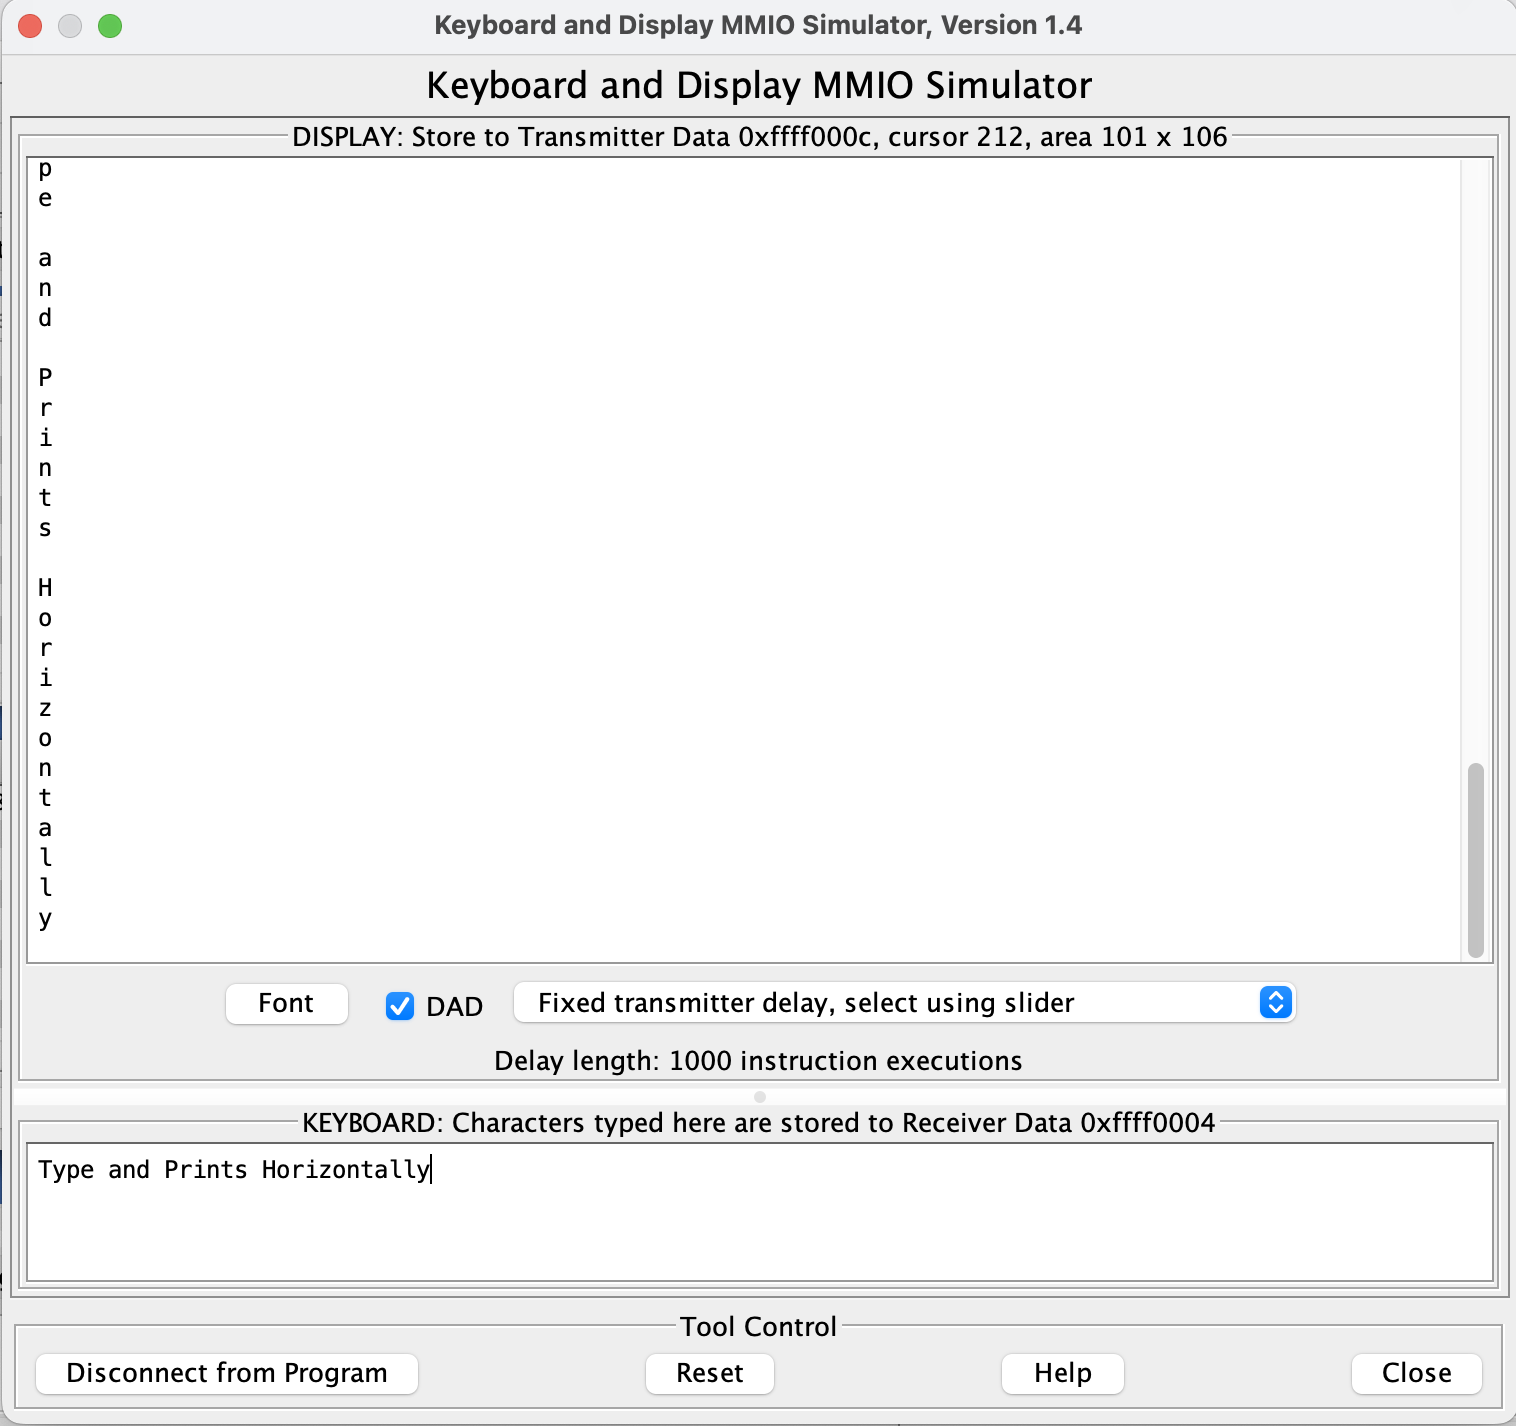 Keyboard and Display MMIO Simulator, Version 1.4
Keyboard and Display MMIO Simulator
DISPLAY: Store to Transmitter Data 0xffff000c, cursor 212, area 101 x 106
p
e
a
n
d
P
r
i
n
t
s
H
o
r
i
z
o
n
t
a
l
l
y
Font
DAD
Fixed transmitter delay, select using slider
Delay length: 1000 instruction executions
KEYBOARD: Characters typed here are stored to Receiver Data 0xffff0004
Type and Prints Horizontally
Tool Control
Disconnect from Program
Reset
Help
Close